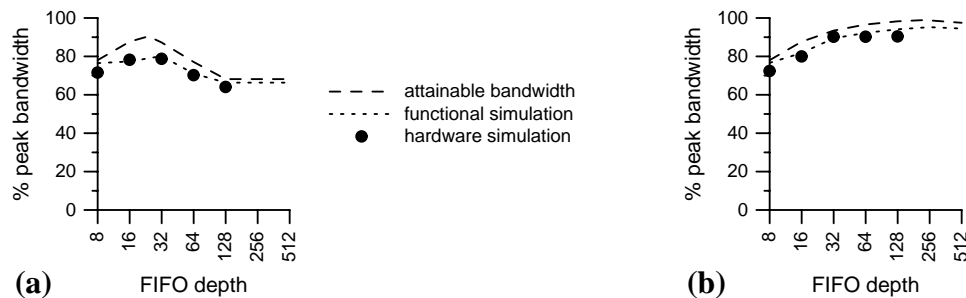 100
80
60
40
20
0
% peak bandwidth
8
16
32
64
128
256
512
FIFO depth
(a)
attainable bandwidth
functional simulation
hardware simulation
100
80
60
40
20
0
% peak bandwidth
8
16
32
64
128
256
512
FIFO depth
(b)